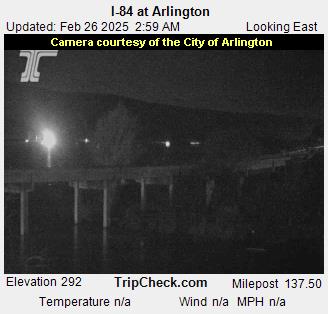 I-84 at Arlington
Updated: Feb 26 2025 2:59 AM Looking East
Camera courtesy of the City of Arlington
Elevation 292 TripCheck.com Milepost 137.50
Temperature n/a Wind n/a MPH n/a